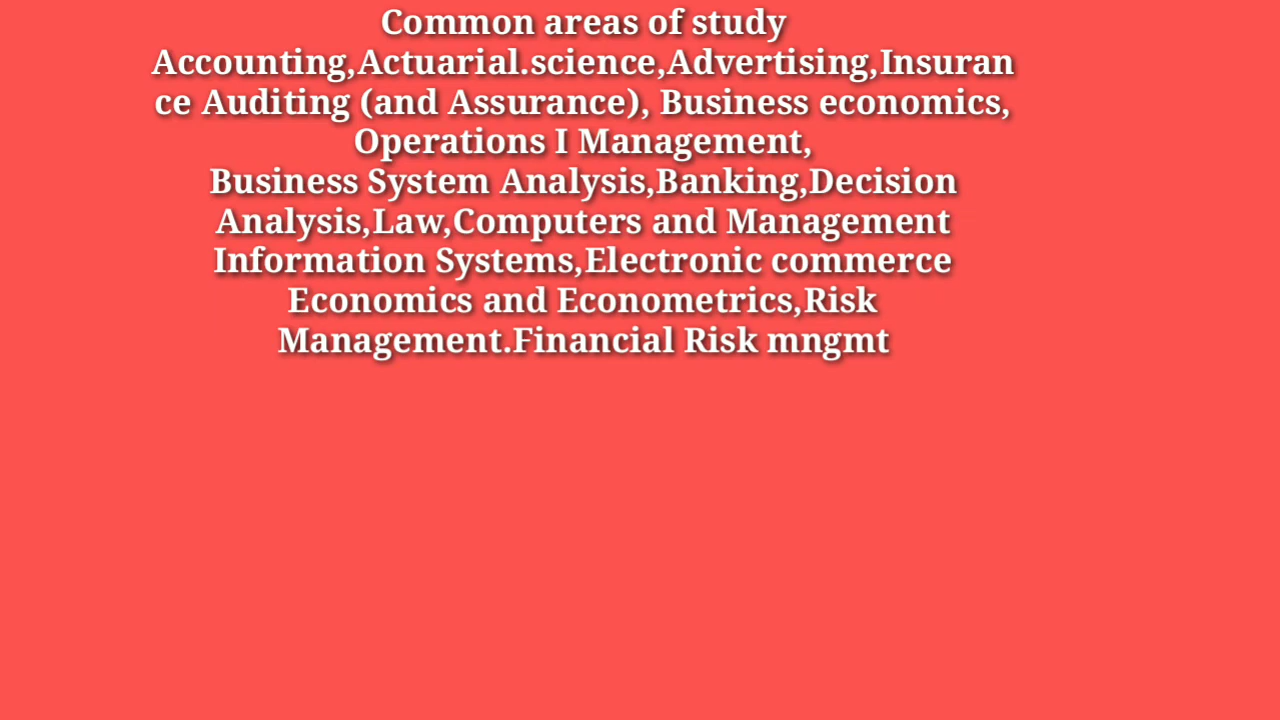 Common areas of study
Accounting,Actuarial.science,Advertising,Insuran
ce Auditing (and Assurance), Business economics,
Operations I Management,
Business System Analysis,Banking,Decision
Analysis,Law,Computers and Management
Information Systems,Electronic commerce
Economics and Econometrics,Risk
Management.Financial Risk mngmt